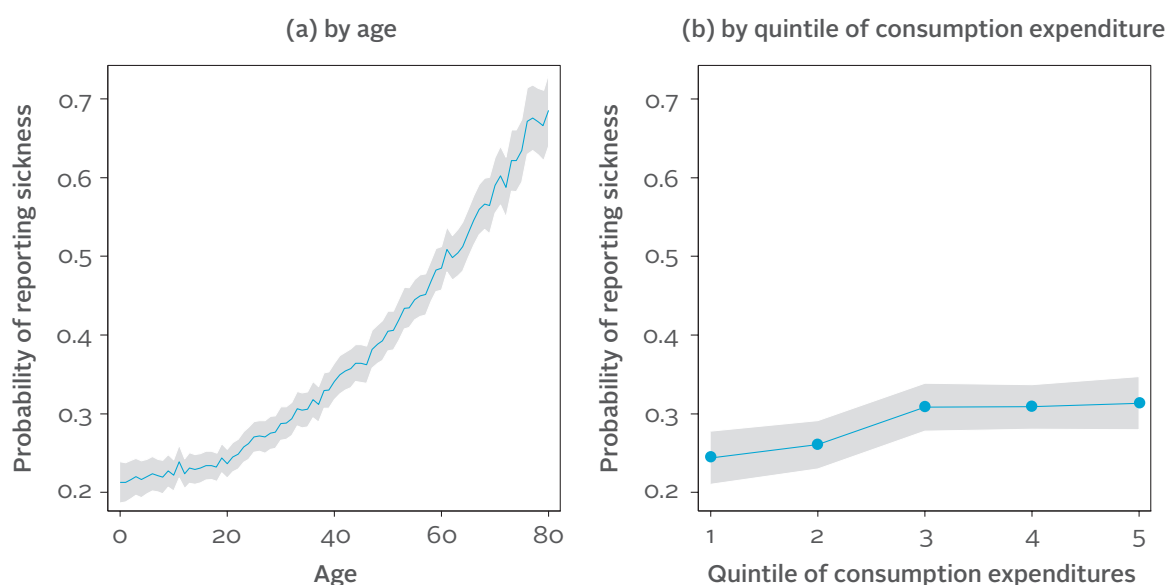 (a) by age
Probability of reporting sickness
0.7
0.6
0.5
0.4
0.3
0.2
0 20 40 60 80
Age
(b) by quintile of consumption expenditure
Probability of reporting sickness
0.7
0.6
0.5
0.4
0.3
0.2
1 2 3 4 5
Quintile of consumption expenditures